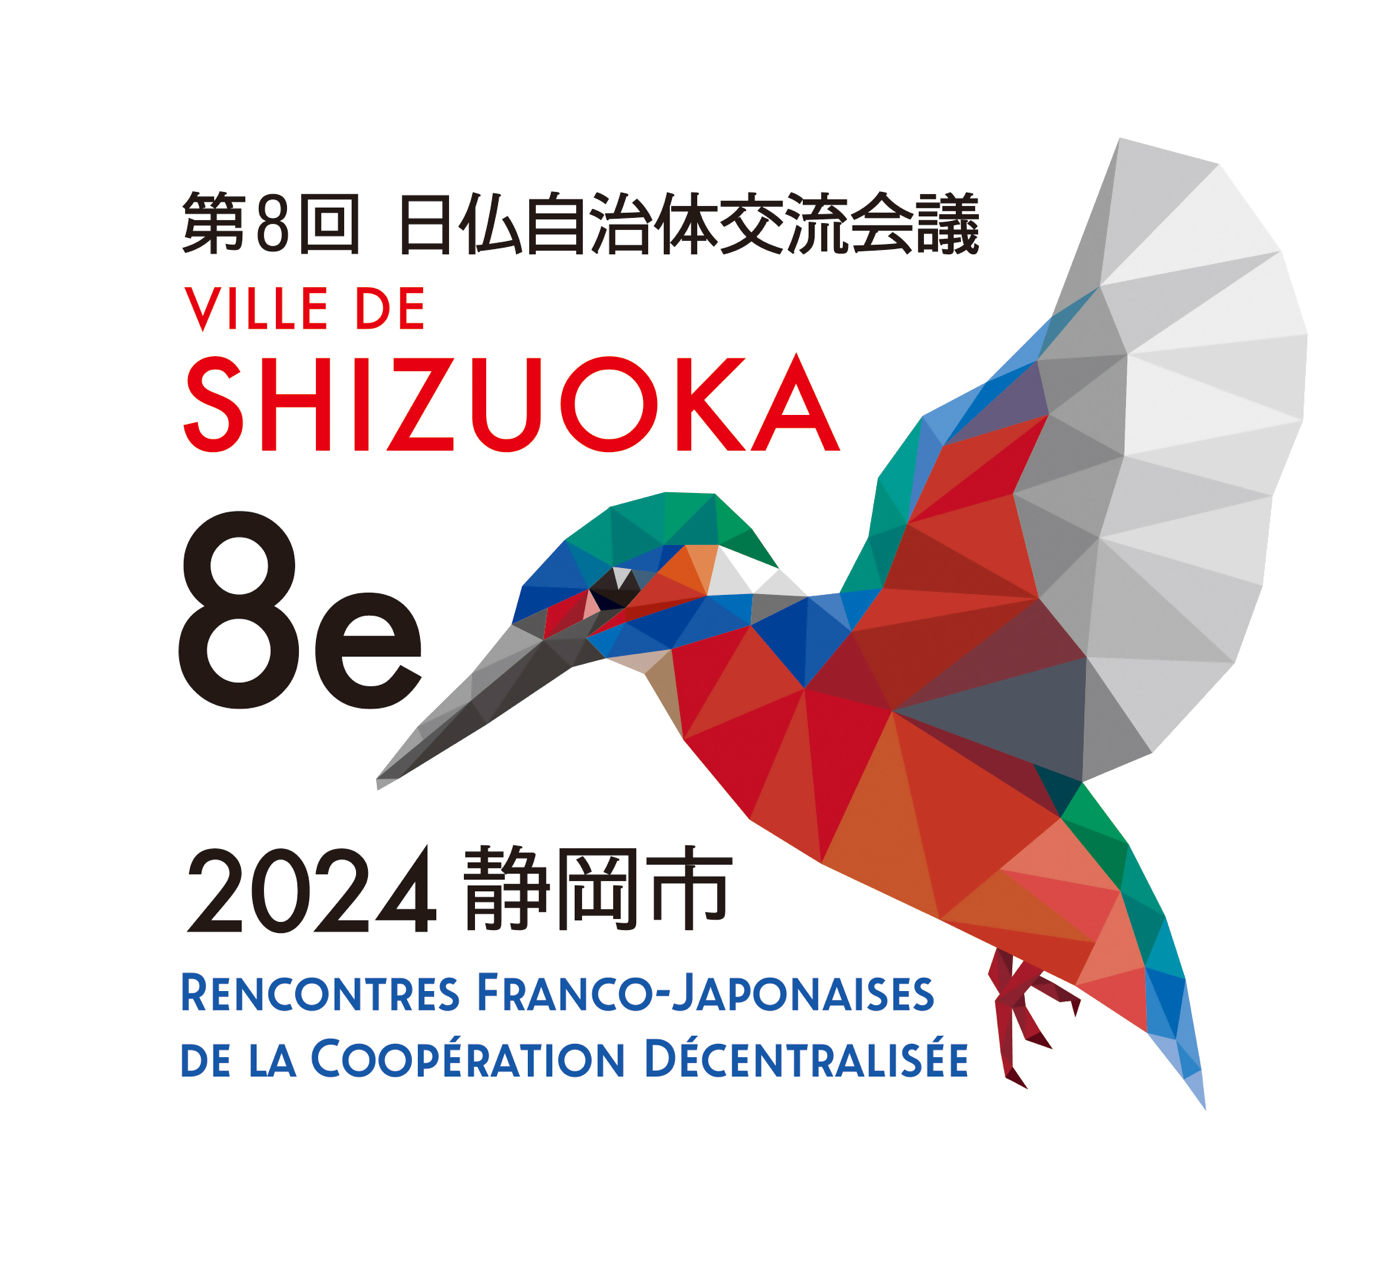 第8回 日仏自治体交流会議
VILLE DE
SHIZUOKA
8e
2024 静岡市
RENCONTRES FRANCO-JAPONAISES
DE LA COOPÉRATION DÉCENTRALISÉE